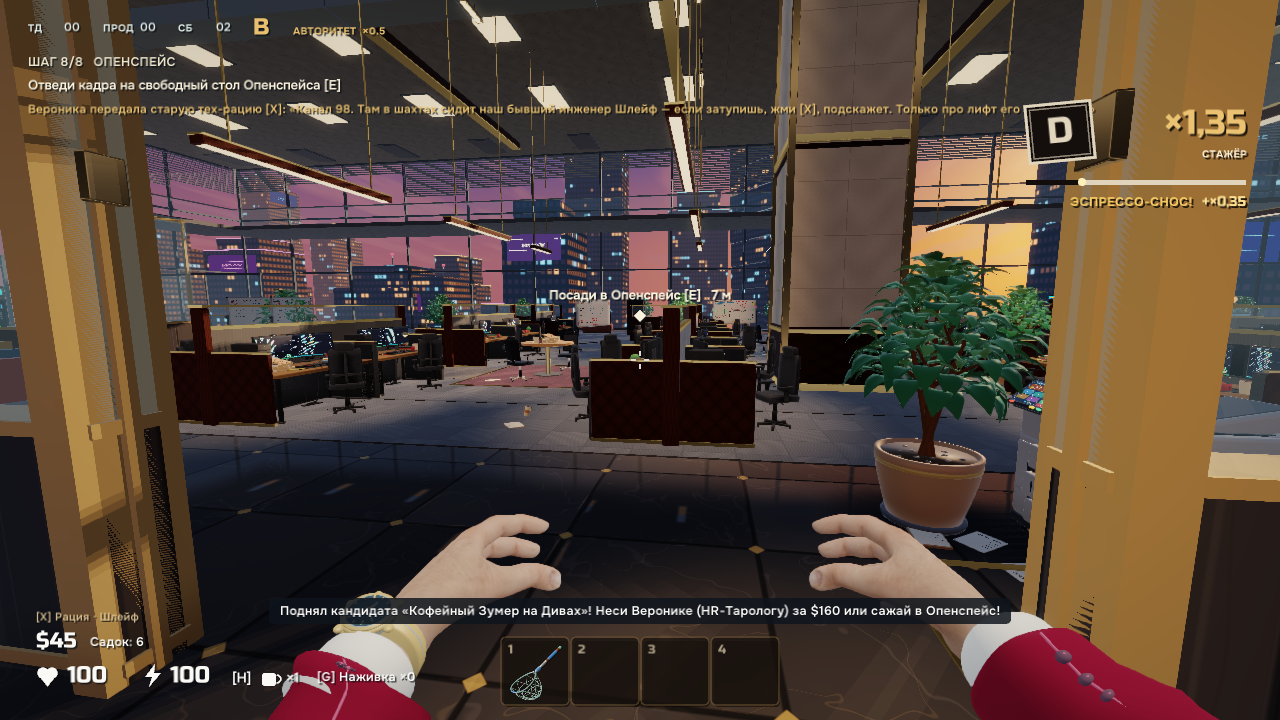 ТД 00 ПРОД 00 СБ 02 B АВТОРИТЕТ ×0.5
ШАГ 8/8 ОПЕНСПЕЙС
Отведи кадра на свободный стол Опенспейса [E]
Вероника передала старую тех-рацию [X]: «Канал 98. Там в шахтах сидит наш бывший инженер Шлейф — если затупишь, жми [X], подскажет. Только про лифт его
D
×1,35
СТАЖЁР
ЭСПРЕССО-СНОС! +×0,35
Посади в Опенспейс [E] 7 м
Поднял кандидата «Кофейный Зумер на Диvах»! Неси Веронике (HR-Тарологу) за $160 или сажай в Опенспейс!
[X] Рация · Шлейф
$45 Садок: 6
100 100 [H] ×1 [G] Наживка ×0
1 2 3 4